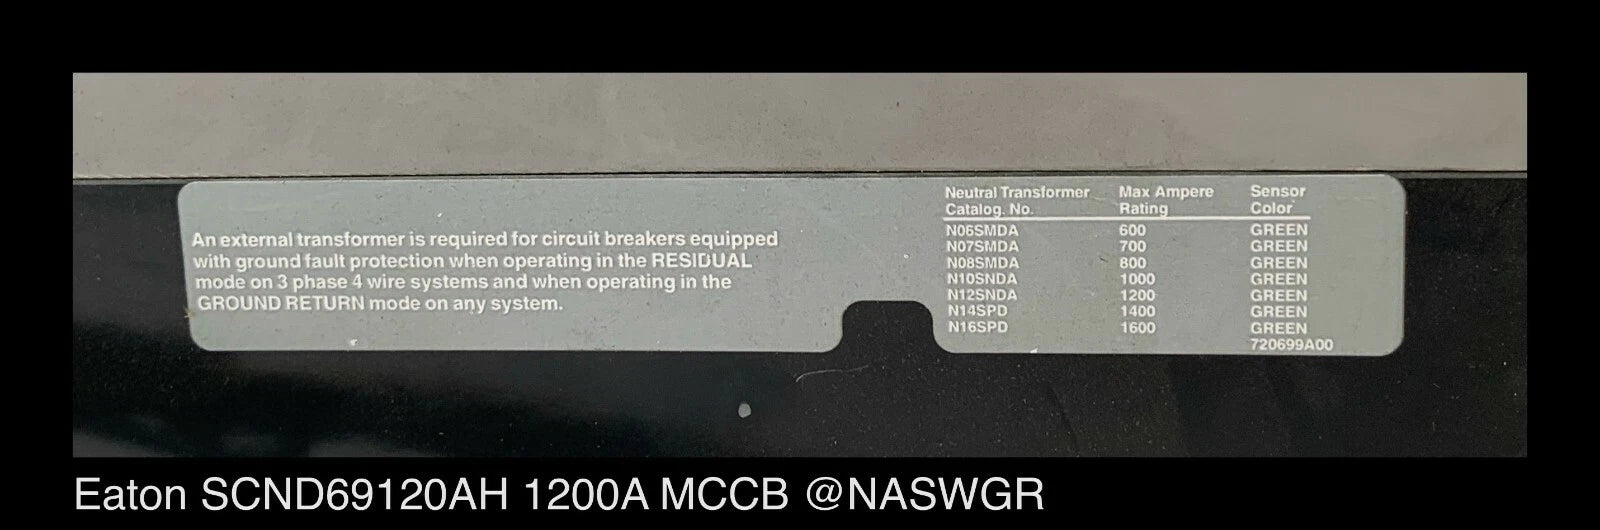 An external transformer is required for circuit breakers equipped
with ground fault protection when operating in the RESIDUAL
mode on 3 phase 4 wire systems and when operating in the
GROUND RETURN mode on any system.
Neutral Transformer Max Ampere Sensor
Catalog. No. Rating Color
N06SMDA 600 GREEN
N07SMDA 700 GREEN
N08SMDA 800 GREEN
N10SNDA 1000 GREEN
N12SNDA 1200 GREEN
N14SPD 1400 GREEN
N16SPD 1600 GREEN
720699A00
Eaton SCND69120AH 1200A MCCB @NASWGR